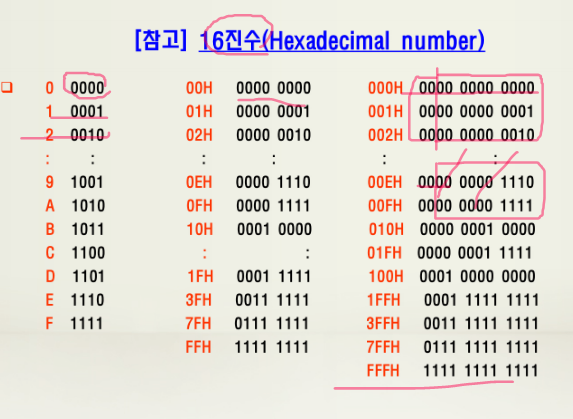 [참고] 16진수(Hexadecimal number)
0 0000 00H 0000 0000 000H 0000 0000 0000
1 0001 01H 0000 0001 001H 0000 0000 0001
2 0010 02H 0000 0010 002H 0000 0000 0010
: : : : : :
9 1001 0EH 0000 1110 00EH 0000 0000 1110
A 1010 0FH 0000 1111 00FH 0000 0000 1111
B 1011 10H 0001 0000 010H 0000 0001 0000
C 1100 : : 01FH 0000 0001 1111
D 1101 1FH 0001 1111 100H 0001 0000 0000
E 1110 3FH 0011 1111 1FFH 0001 1111 1111
F 1111 7FH 0111 1111 3FFH 0011 1111 1111
FFH 1111 1111 7FFH 0111 1111 1111
FFFH 1111 1111 1111